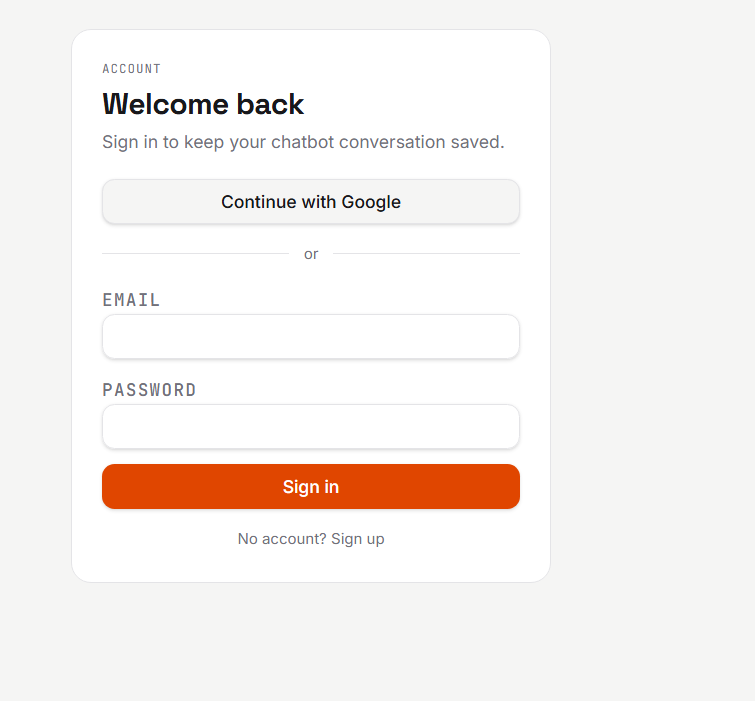 ACCOUNT
Welcome back
Sign in to keep your chatbot conversation saved.
Continue with Google
or
EMAIL
PASSWORD
Sign in
No account? Sign up